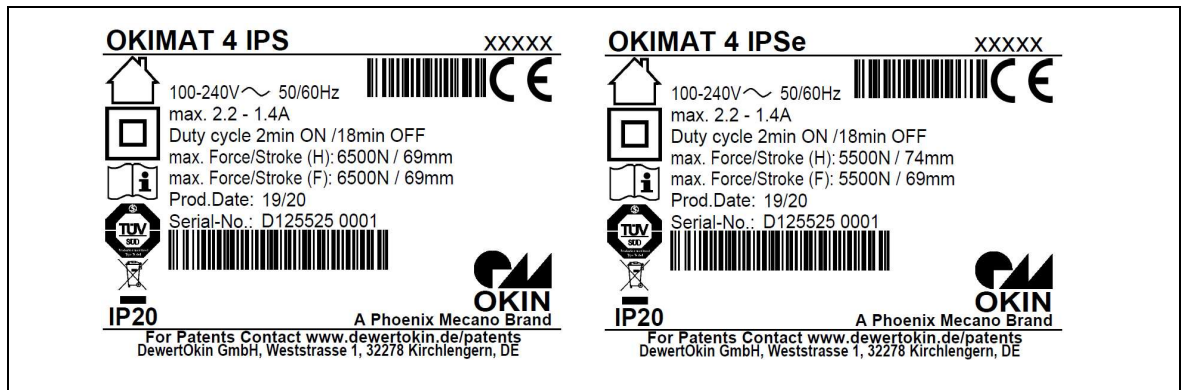 OKIMAT 4 IPS xxxxx
CE
100-240V~ 50/60Hz
max. 2.2 - 1.4A
Duty cycle 2min ON /18min OFF
max. Force/Stroke (H): 6500N / 69mm
max. Force/Stroke (F): 6500N / 69mm
Prod.Date: 19/20
Serial-No.: D125525 0001
TÜV
SÜD
OKIN
IP20
A Phoenix Mecano Brand
For Patents Contact www.dewertokin.de/patents
DewertOkin GmbH, Weststrasse 1, 32278 Kirchlengern, DE
OKIMAT 4 IPSe xxxxx
CE
100-240V~ 50/60Hz
max. 2.2 - 1.4A
Duty cycle 2min ON /18min OFF
max. Force/Stroke (H): 5500N / 74mm
max. Force/Stroke (F): 5500N / 69mm
Prod.Date: 19/20
Serial-No.: D125525 0001
TÜV
SÜD
OKIN
IP20
A Phoenix Mecano Brand
For Patents Contact www.dewertokin.de/patents
DewertOkin GmbH, Weststrasse 1, 32278 Kirchlengern, DE